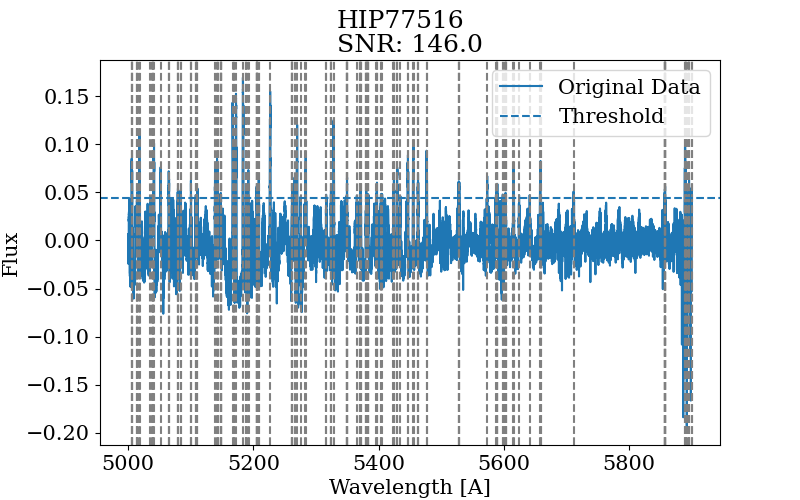 HIP77516
SNR: 146.0
Original Data
Threshold
0.15
0.10
0.05
0.00
−0.05
−0.10
−0.15
−0.20
Flux
5000 5200 5400 5600 5800
Wavelength [A]